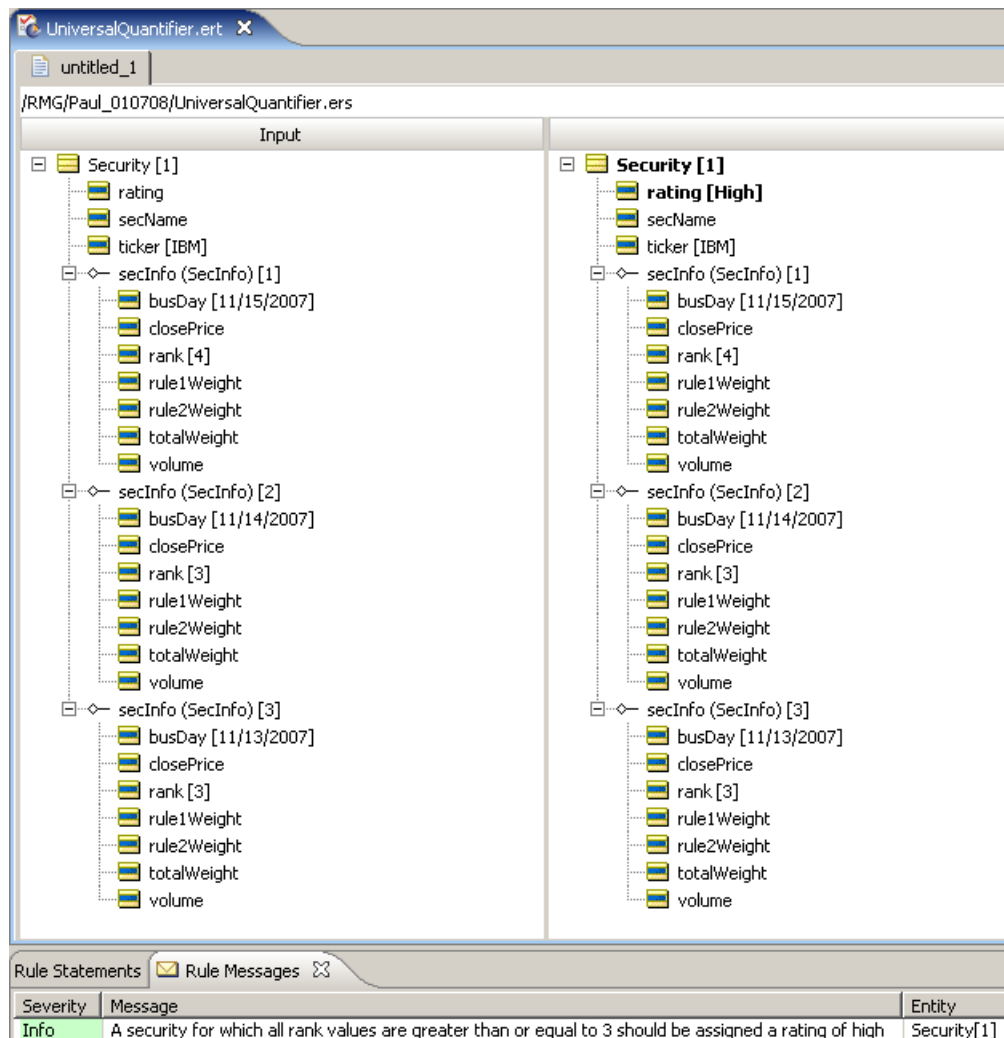 UniversalQuantifier.ert
untitled_1
/RMG/Paul_010708/UniversalQuantifier.ers
Input
Security [1]
rating
secName
ticker [IBM]
secInfo (SecInfo) [1]
busDay [11/15/2007]
closePrice
rank [4]
rule1Weight
rule2Weight
totalWeight
volume
secInfo (SecInfo) [2]
busDay [11/14/2007]
closePrice
rank [3]
rule1Weight
rule2Weight
totalWeight
volume
secInfo (SecInfo) [3]
busDay [11/13/2007]
closePrice
rank [3]
rule1Weight
rule2Weight
totalWeight
volume
Security [1]
rating [High]
secName
ticker [IBM]
secInfo (SecInfo) [1]
busDay [11/15/2007]
closePrice
rank [4]
rule1Weight
rule2Weight
totalWeight
volume
secInfo (SecInfo) [2]
busDay [11/14/2007]
closePrice
rank [3]
rule1Weight
rule2Weight
totalWeight
volume
secInfo (SecInfo) [3]
busDay [11/13/2007]
closePrice
rank [3]
rule1Weight
rule2Weight
totalWeight
volume
Rule Statements Rule Messages
Severity Message Entity
Info A security for which all rank values are greater than or equal to 3 should be assigned a rating of high Security[1]